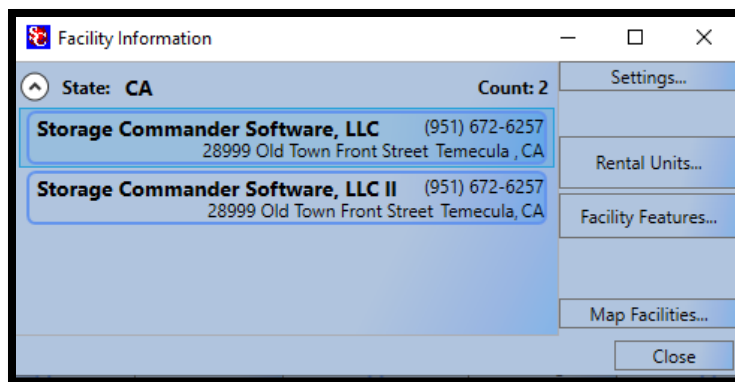 Facility Information
State: CA Count: 2
Storage Commander Software, LLC (951) 672-6257
28999 Old Town Front Street Temecula , CA
Storage Commander Software, LLC II (951) 672-6257
28999 Old Town Front Street Temecula, CA
Settings...
Rental Units...
Facility Features...
Map Facilities...
Close